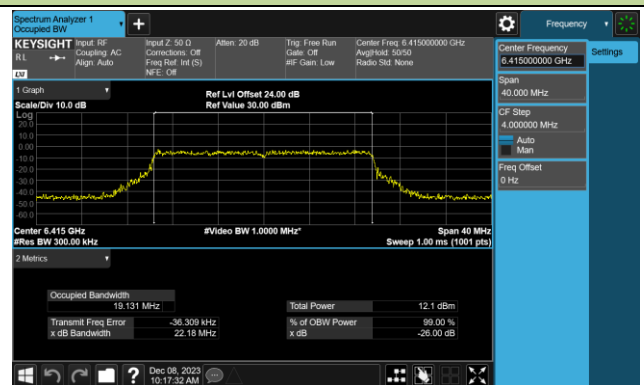 Spectrum Analyzer 1
Occupied BW
+
Frequency
KEYSIGHT
RL
LXI
Input: RF
Coupling: AC
Align: Auto
Input Z: 50 Ω
Corrections: Off
Freq Ref: Int (S)
NFE: Off
Atten: 20 dB
Trig: Free Run
Gate: Off
#IF Gain: Low
Center Freq: 6.415000000 GHz
Avg|Hold: 50/50
Radio Std: None
Center Frequency
6.415000000 GHz
Settings
Span
40.000 MHz
CF Step
4.000000 MHz
Auto
Man
Freq Offset
0 Hz
1 Graph
Scale/Div 10.0 dB
Ref Lvl Offset 24.00 dB
Ref Value 30.00 dBm
Log
20.0
10.0
0.00
-10.0
-20.0
-30.0
-40.0
-50.0
-60.0
Center 6.415 GHz
#Res BW 300.00 kHz
#Video BW 1.0000 MHz*
Span 40 MHz
Sweep 1.00 ms (1001 pts)
2 Metrics
Occupied Bandwidth
19.131 MHz
Total Power 12.1 dBm
Transmit Freq Error -36.309 kHz
% of OBW Power 99.00 %
x dB Bandwidth 22.18 MHz
x dB -26.00 dB
?
Dec 08, 2023
10:17:32 AM